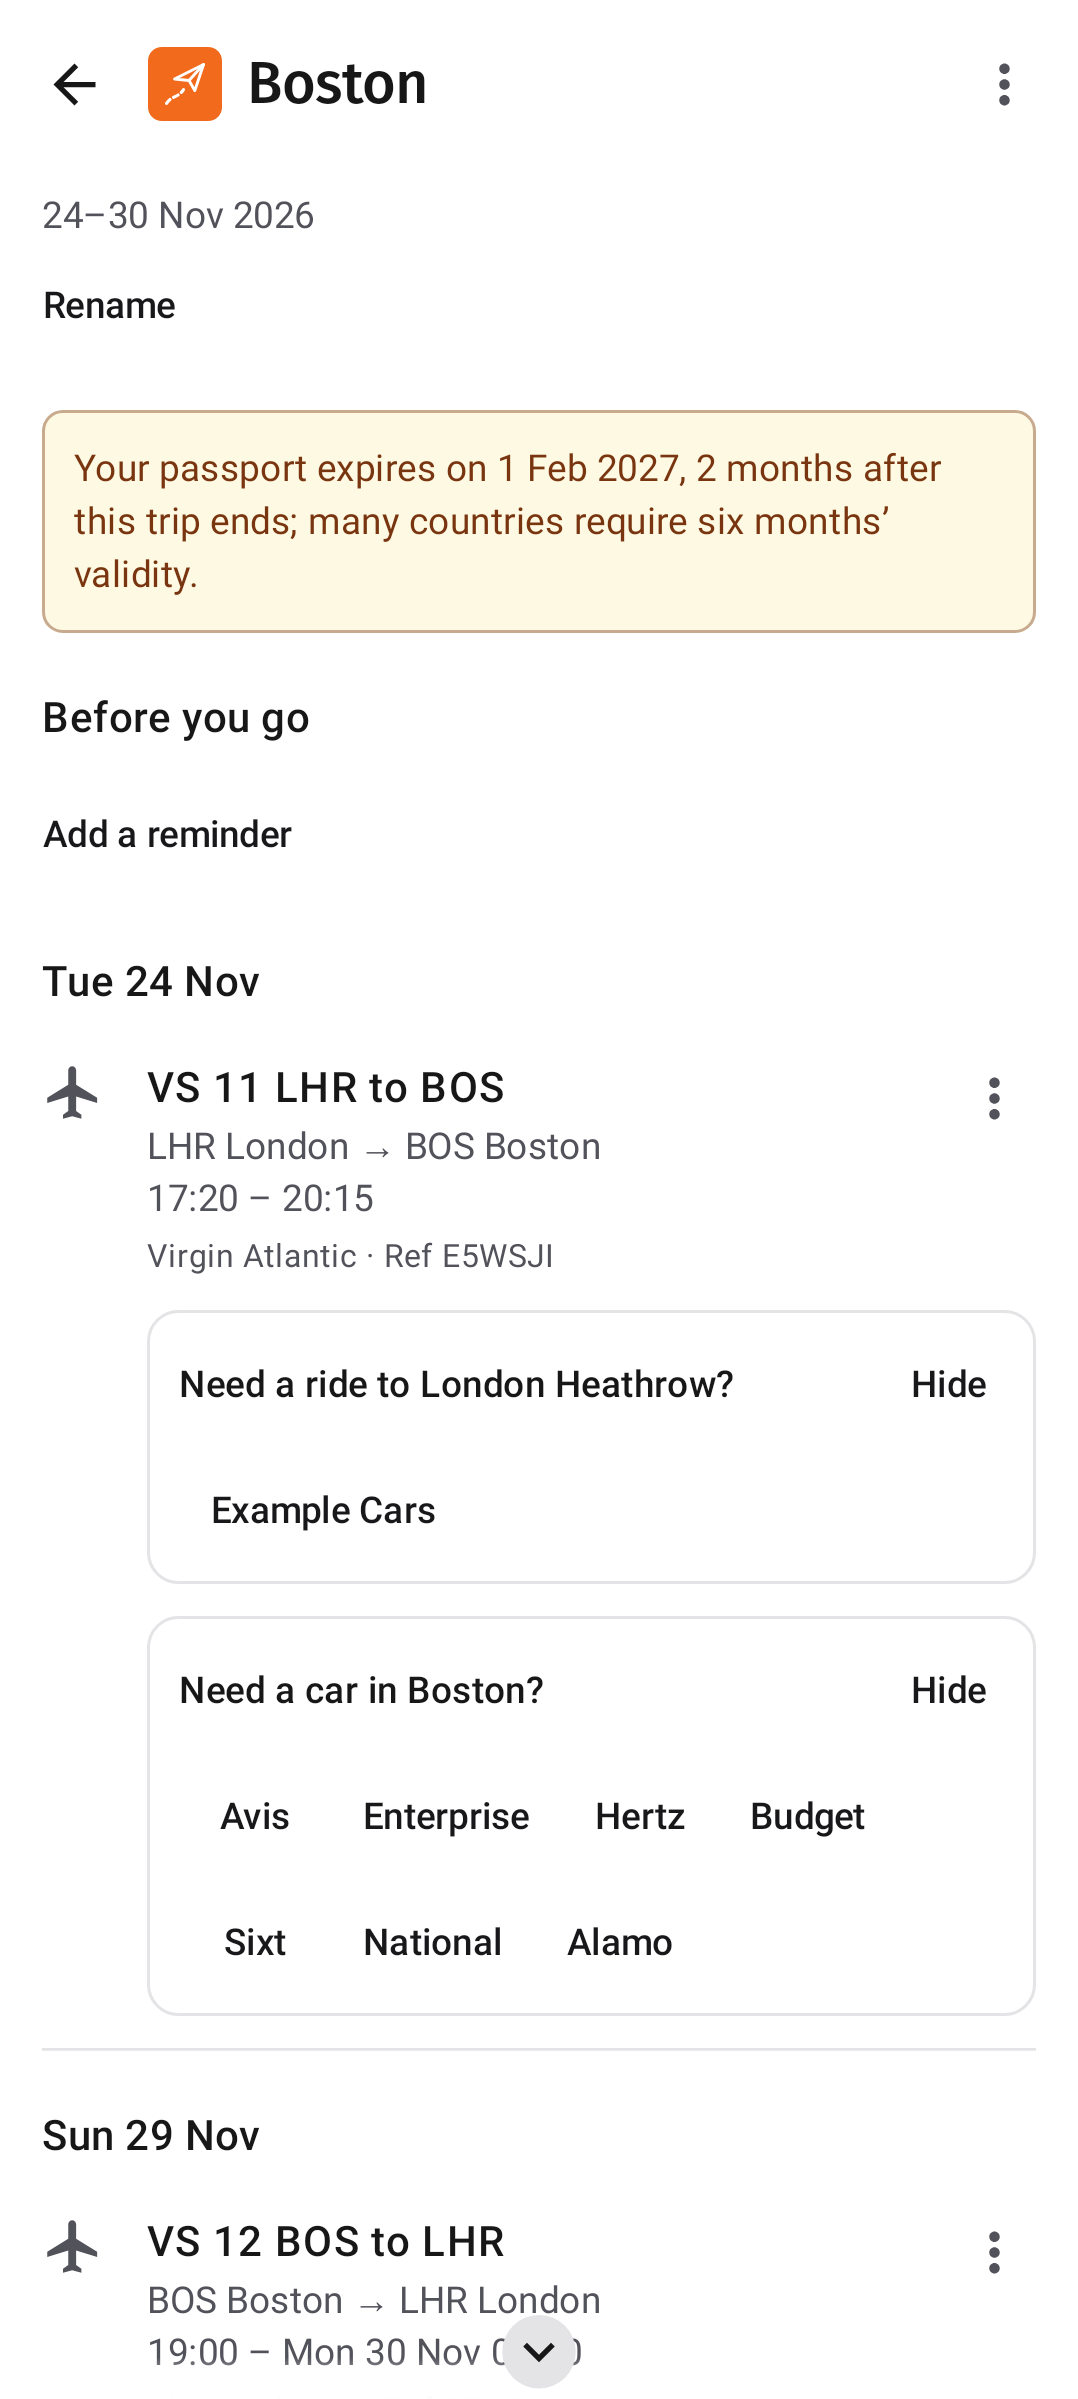 Boston
24–30 Nov 2026
Rename
Your passport expires on 1 Feb 2027, 2 months after
this trip ends; many countries require six months’
validity.
Before you go
Add a reminder
Tue 24 Nov
VS 11 LHR to BOS
LHR London → BOS Boston
17:20 – 20:15
Virgin Atlantic · Ref E5WSJI
Need a ride to London Heathrow? Hide
Example Cars
Need a car in Boston? Hide
Avis Enterprise Hertz Budget
Sixt National Alamo
Sun 29 Nov
VS 12 BOS to LHR
BOS Boston → LHR London
19:00 – Mon 30 Nov